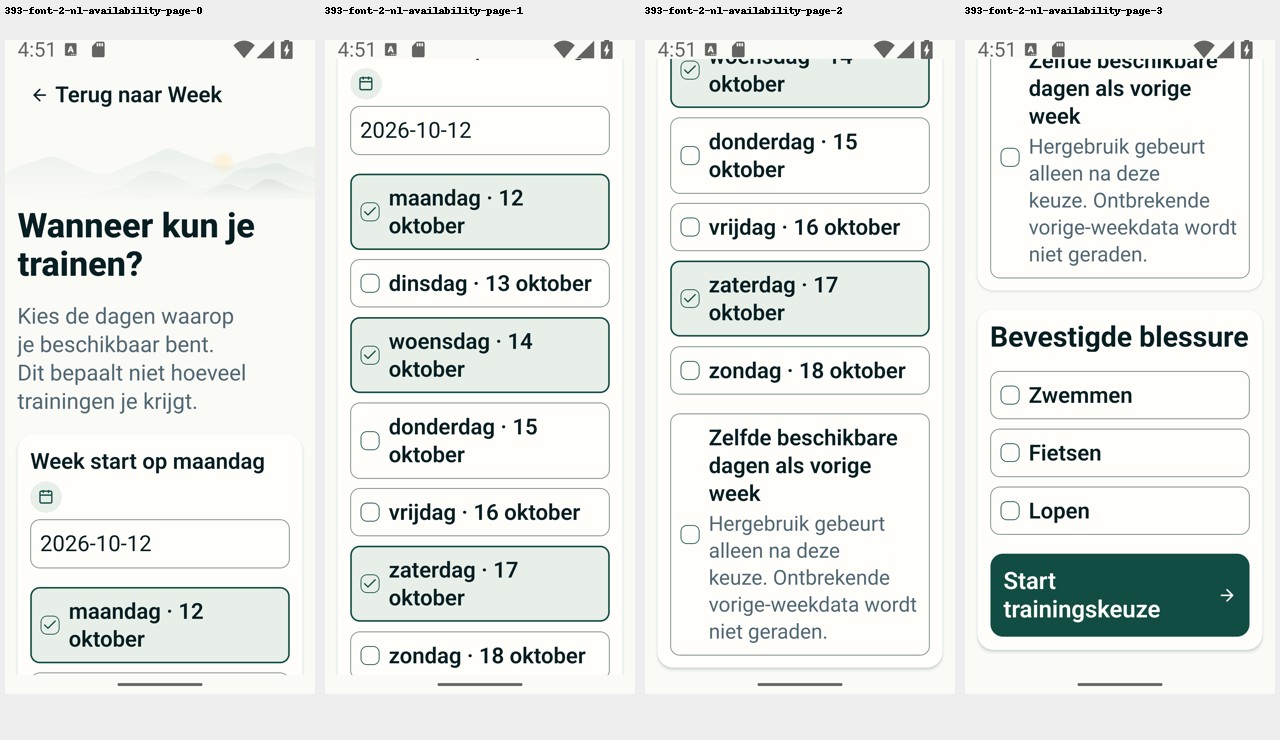 393-font-2-nl-availability-page-0
4:51
Terug naar Week
Wanneer kun je
trainen?
Kies de dagen waarop
je beschikbaar bent.
Dit bepaalt niet hoeveel
trainingen je krijgt.
Week start op maandag
2026-10-12
maandag · 12
oktober
393-font-2-nl-availability-page-1
4:51
2026-10-12
maandag · 12
oktober
dinsdag · 13 oktober
woensdag · 14
oktober
donderdag · 15
oktober
vrijdag · 16 oktober
zaterdag · 17
oktober
zondag · 18 oktober
393-font-2-nl-availability-page-2
4:51
woensdag · 14
oktober
donderdag · 15
oktober
vrijdag · 16 oktober
zaterdag · 17
oktober
zondag · 18 oktober
Zelfde beschikbare
dagen als vorige
week
Hergebruik gebeurt
alleen na deze
keuze. Ontbrekende
vorige-weekdata wordt
niet geraden.
393-font-2-nl-availability-page-3
4:51
Zelfde beschikbare
dagen als vorige
week
Hergebruik gebeurt
alleen na deze
keuze. Ontbrekende
vorige-weekdata wordt
niet geraden.
Bevestigde blessure
Zwemmen
Fietsen
Lopen
Start
trainingskeuze